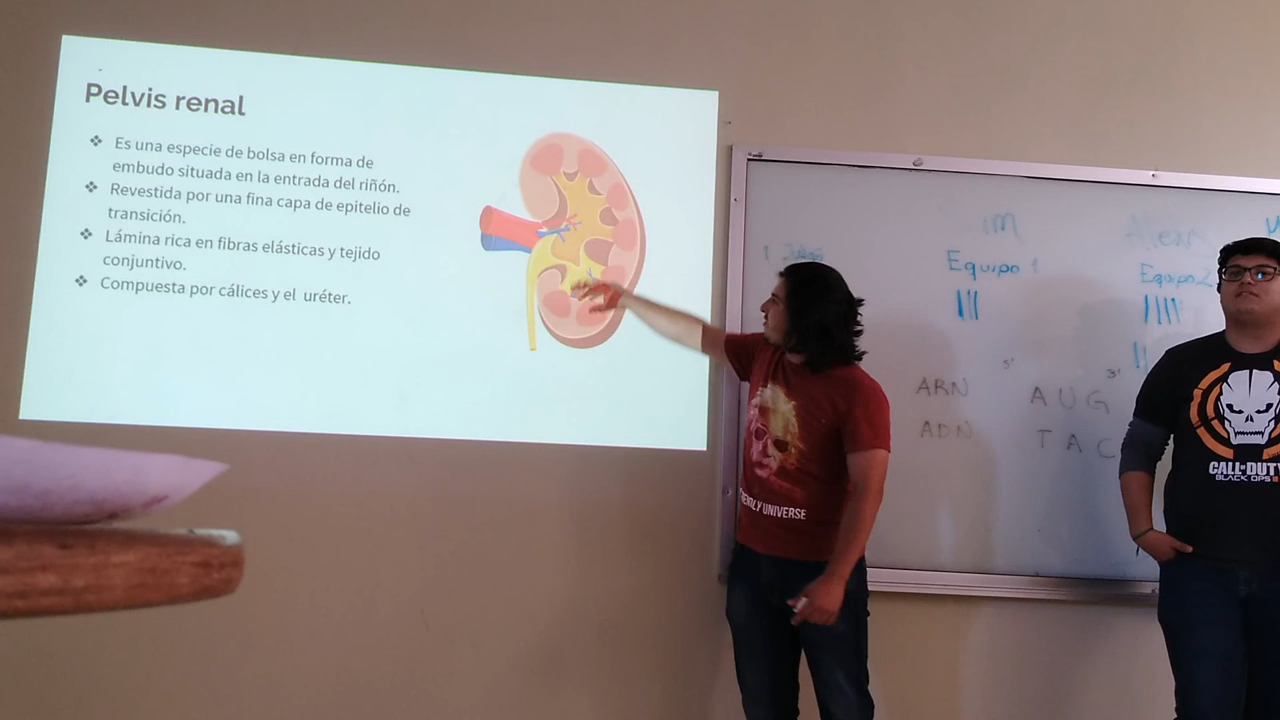 Pelvis renal
❖ Es una especie de bolsa en forma de
embudo situada en la entrada del riñón.
❖ Revestida por una fina capa de epitelio de
transición.
❖ Lámina rica en fibras elásticas y tejido
conjuntivo.
❖ Compuesta por cálices y el uréter.
Equipo 1
Equipo 2
ARN 5' AUG 3'
ADN TAC
UNIVERSE
CALL OF DUTY
BLACK OPS